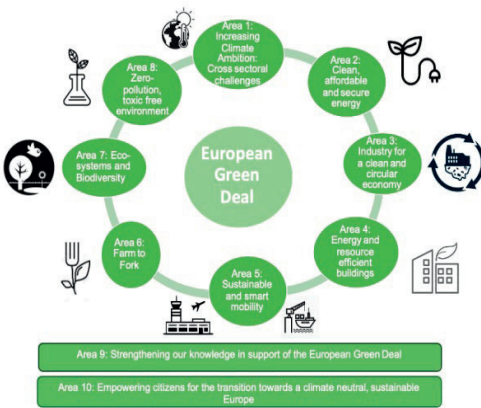 Area 1:
Increasing
Climate
Ambition:
Cross sectoral
challenges
Area 2:
Clean,
affordable
and secure
energy
Area 3:
Industry for
a clean and
circular
economy
Area 4:
Energy and
resource
efficient
buildings
Area 5:
Sustainable
and smart
mobility
Area 6:
Farm to
Fork
Area 7: Eco-
systems and
Biodiversity
Area 8:
Zero-
pollution,
toxic free
environment
European
Green
Deal
Area 9: Strengthening our knowledge in support of the European Green Deal
Area 10: Empowering citizens for the transition towards a climate neutral, sustainable
Europe